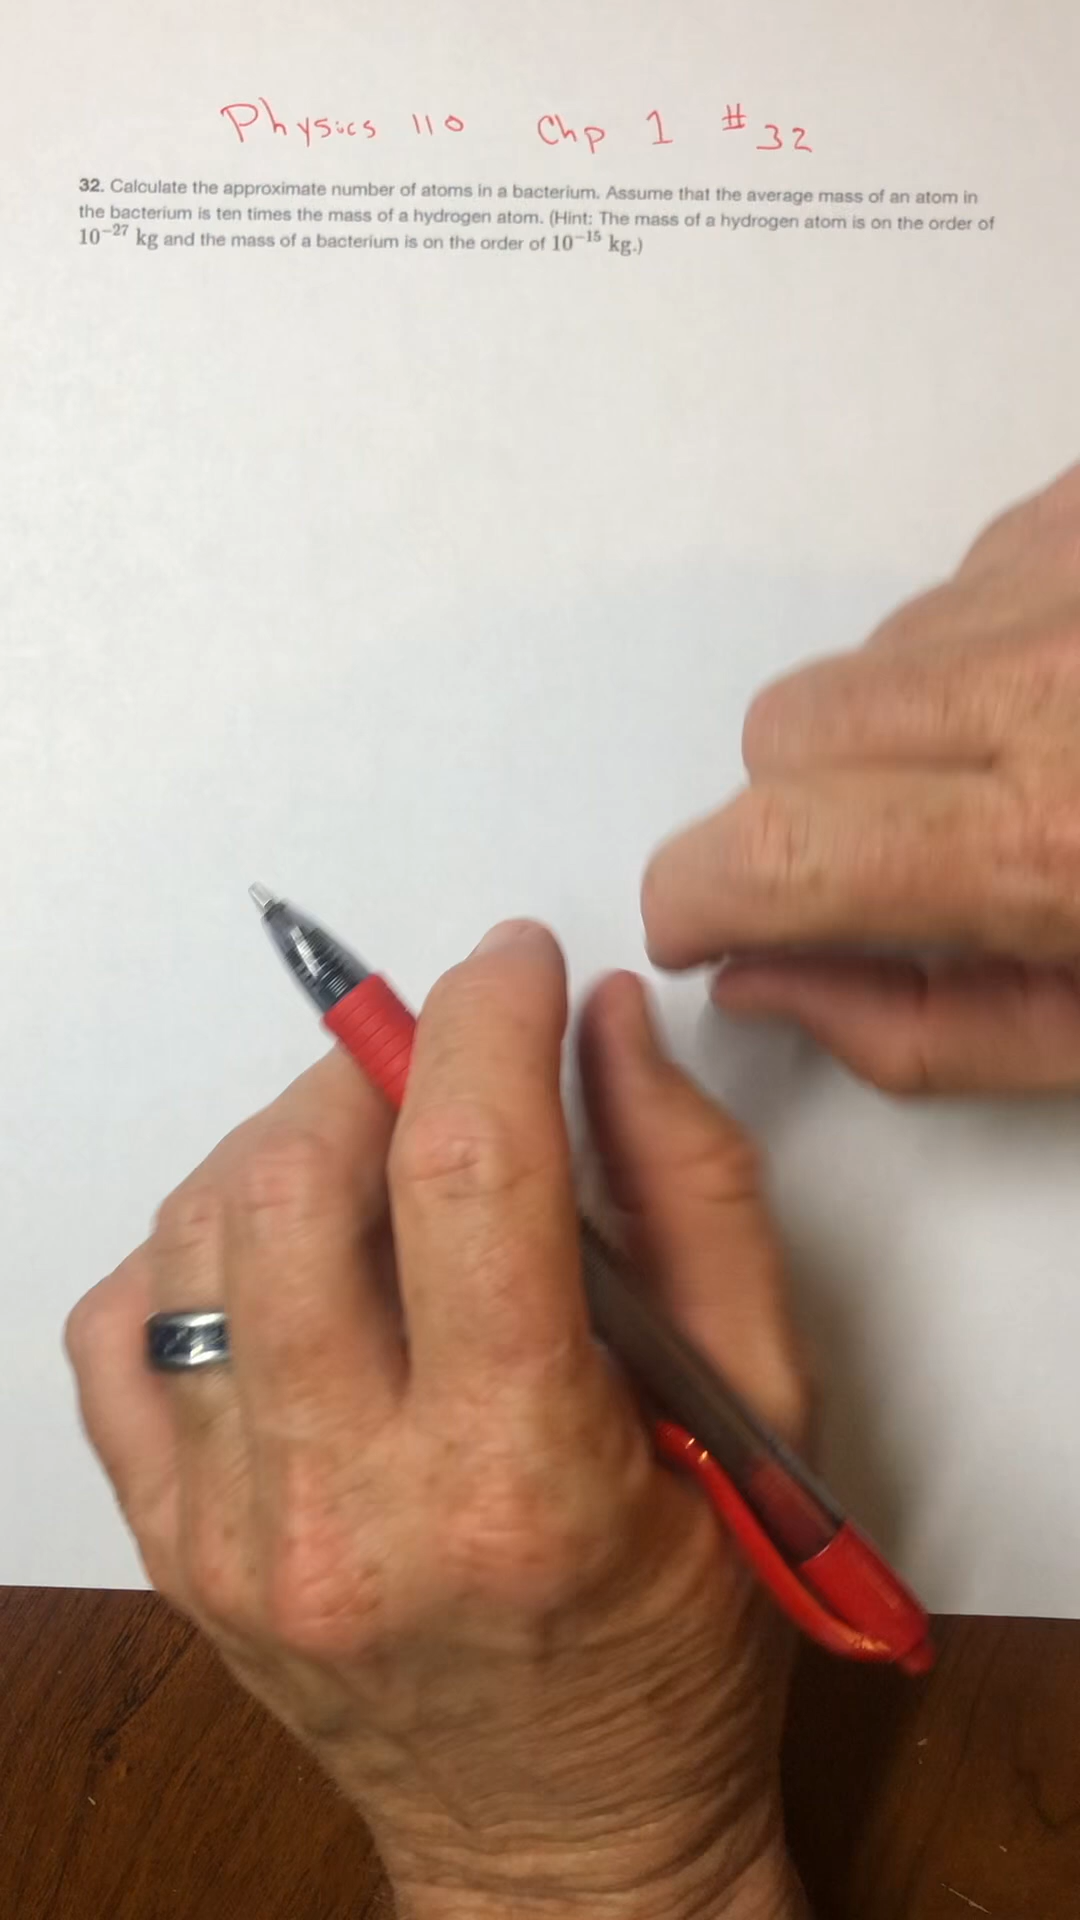 Physics 110 Chp 1 #32
32. Calculate the approximate number of atoms in a bacterium. Assume that the average mass of an atom in
the bacterium is ten times the mass of a hydrogen atom. (Hint: The mass of a hydrogen atom is on the order of
10⁻²⁷ kg and the mass of a bacterium is on the order of 10⁻¹⁵ kg.)